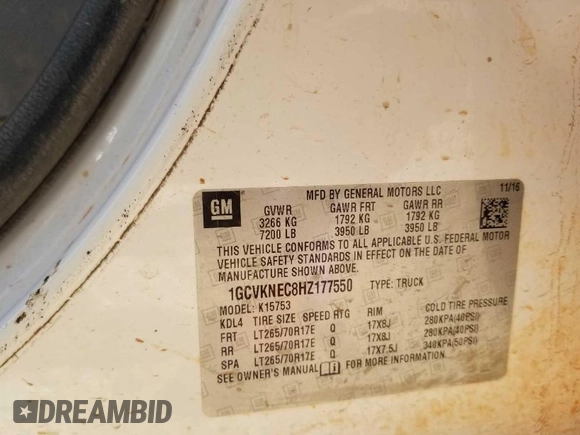 GM
MFD BY GENERAL MOTORS LLC 11/16
GVWR GAWR FRT GAWR RR
3266 KG 1792 KG 1792 KG
7200 LB 3950 LB 3950 LB
THIS VEHICLE CONFORMS TO ALL APPLICABLE U.S. FEDERAL MOTOR
VEHICLE SAFETY STANDARDS IN EFFECT ON THE DATE OF
MANUFACTURE SHOWN ABOVE.
1GCVKNEC8HZ177550 TYPE: TRUCK
MODEL: K15753
KDL4 TIRE SIZE SPEED RTG RIM COLD TIRE PRESSURE
FRT LT265/70R17E Q 17X8J 280KPA(40PSI)
RR LT265/70R17E Q 17X8J 280KPA(40PSI)
SPA LT265/70R17E Q 17X7.5J 340KPA(50PSI)
SEE OWNER'S MANUAL FOR MORE INFORMATION
DREAMBID